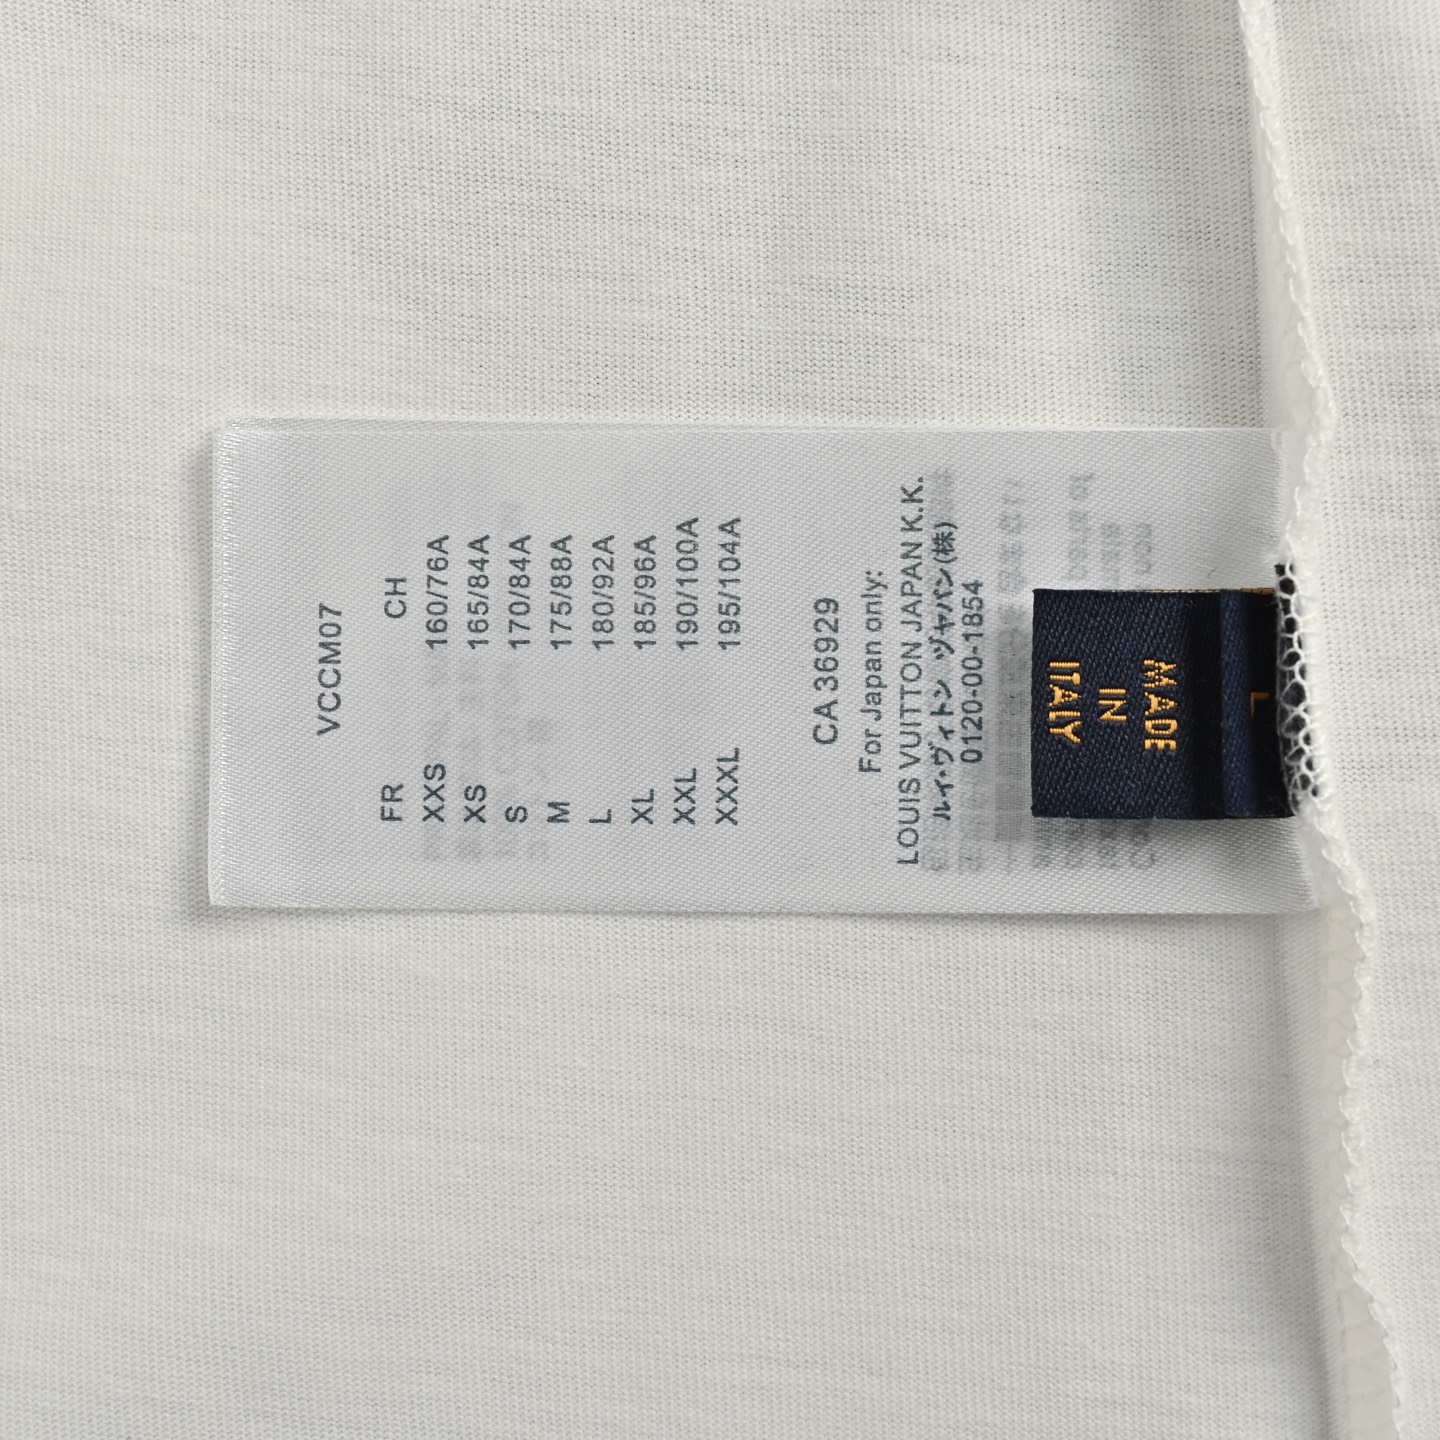 VCCM07
FR CH
XXS 160/76A
XS 165/84A
S 170/84A
M 175/88A
L 180/92A
XL 185/96A
XXL 190/100A
XXXL 195/104A
CA 36929
For Japan only:
LOUIS VUITTON JAPAN K.K.
ルイ・ヴィトン ヅャパン(株)
0120-00-1854
L
MADE
IN
ITALY